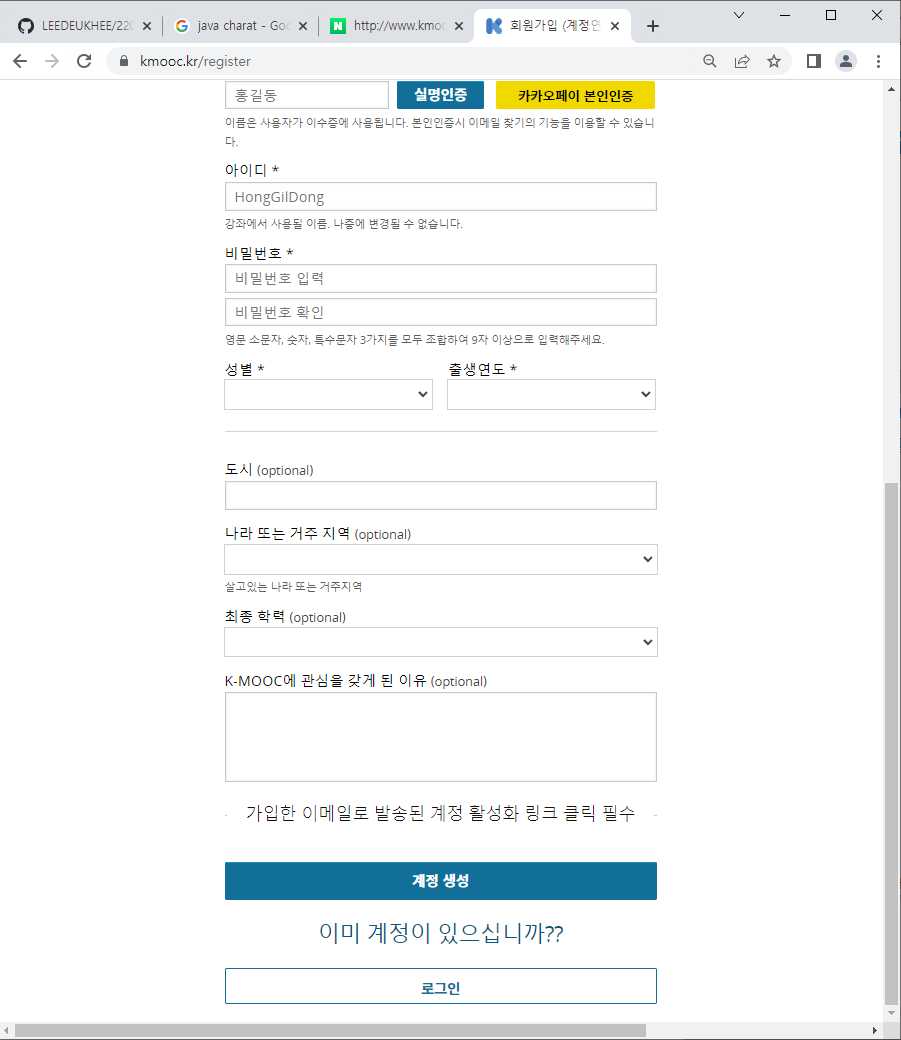 LEEDEUKHEE/220
java charat - Goo
http://www.kmooc
회원가입 (계정연
kmooc.kr/register
홍길동 실명인증 카카오페이 본인인증
이름은 사용자가 이수증에 사용됩니다. 본인인증시 이메일 찾기의 기능을 이용할 수 있습니
다.
아이디 *
HongGilDong
강좌에서 사용될 이름. 나중에 변경될 수 없습니다.
비밀번호 *
비밀번호 입력
비밀번호 확인
영문 소문자, 숫자, 특수문자 3가지를 모두 조합하여 9자 이상으로 입력해주세요.
성별 * 출생연도 *
도시 (optional)
나라 또는 거주 지역 (optional)
살고있는 나라 또는 거주지역
최종 학력 (optional)
K-MOOC에 관심을 갖게 된 이유 (optional)
가입한 이메일로 발송된 계정 활성화 링크 클릭 필수
계정 생성
이미 계정이 있으십니까??
로그인